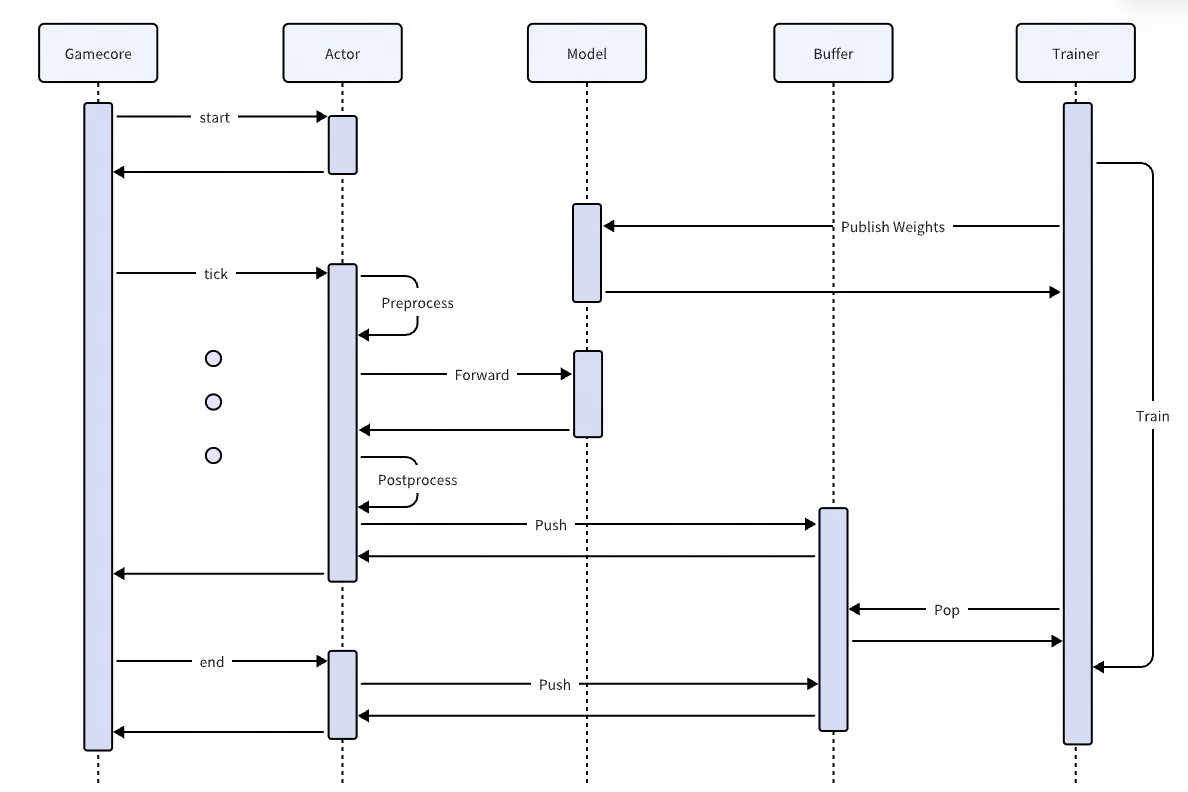 Gamecore
Actor
Model
Buffer
Trainer
start
Publish Weights
tick
Preprocess
Forward
Train
Postprocess
Push
Pop
end
Push